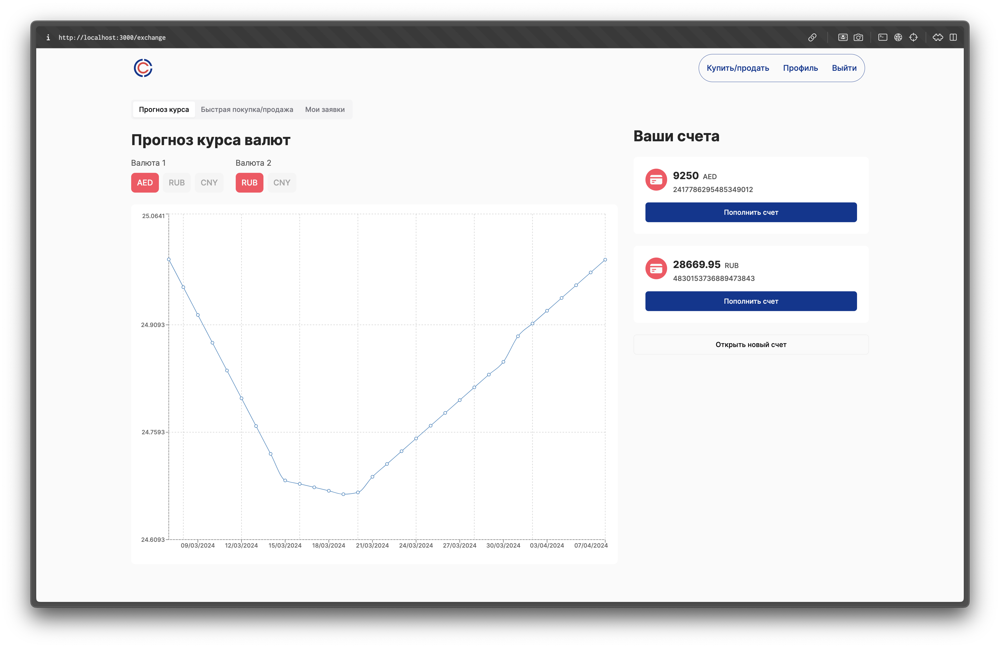 i http://localhost:3000/exchange
Купить/продать Профиль Выйти
Прогноз курса Быстрая покупка/продажа Мои заявки
Прогноз курса валют
Валюта 1 Валюта 2
AED RUB CNY RUB CNY
25.0641
24.9093
24.7593
24.6093
09/03/2024 12/03/2024 15/03/2024 18/03/2024 21/03/2024 24/03/2024 27/03/2024 30/03/2024 03/04/2024 07/04/2024
Ваши счета
9250 AED
2417786295485349012
Пополнить счет
28669.95 RUB
4830153736889473843
Пополнить счет
Открыть новый счет